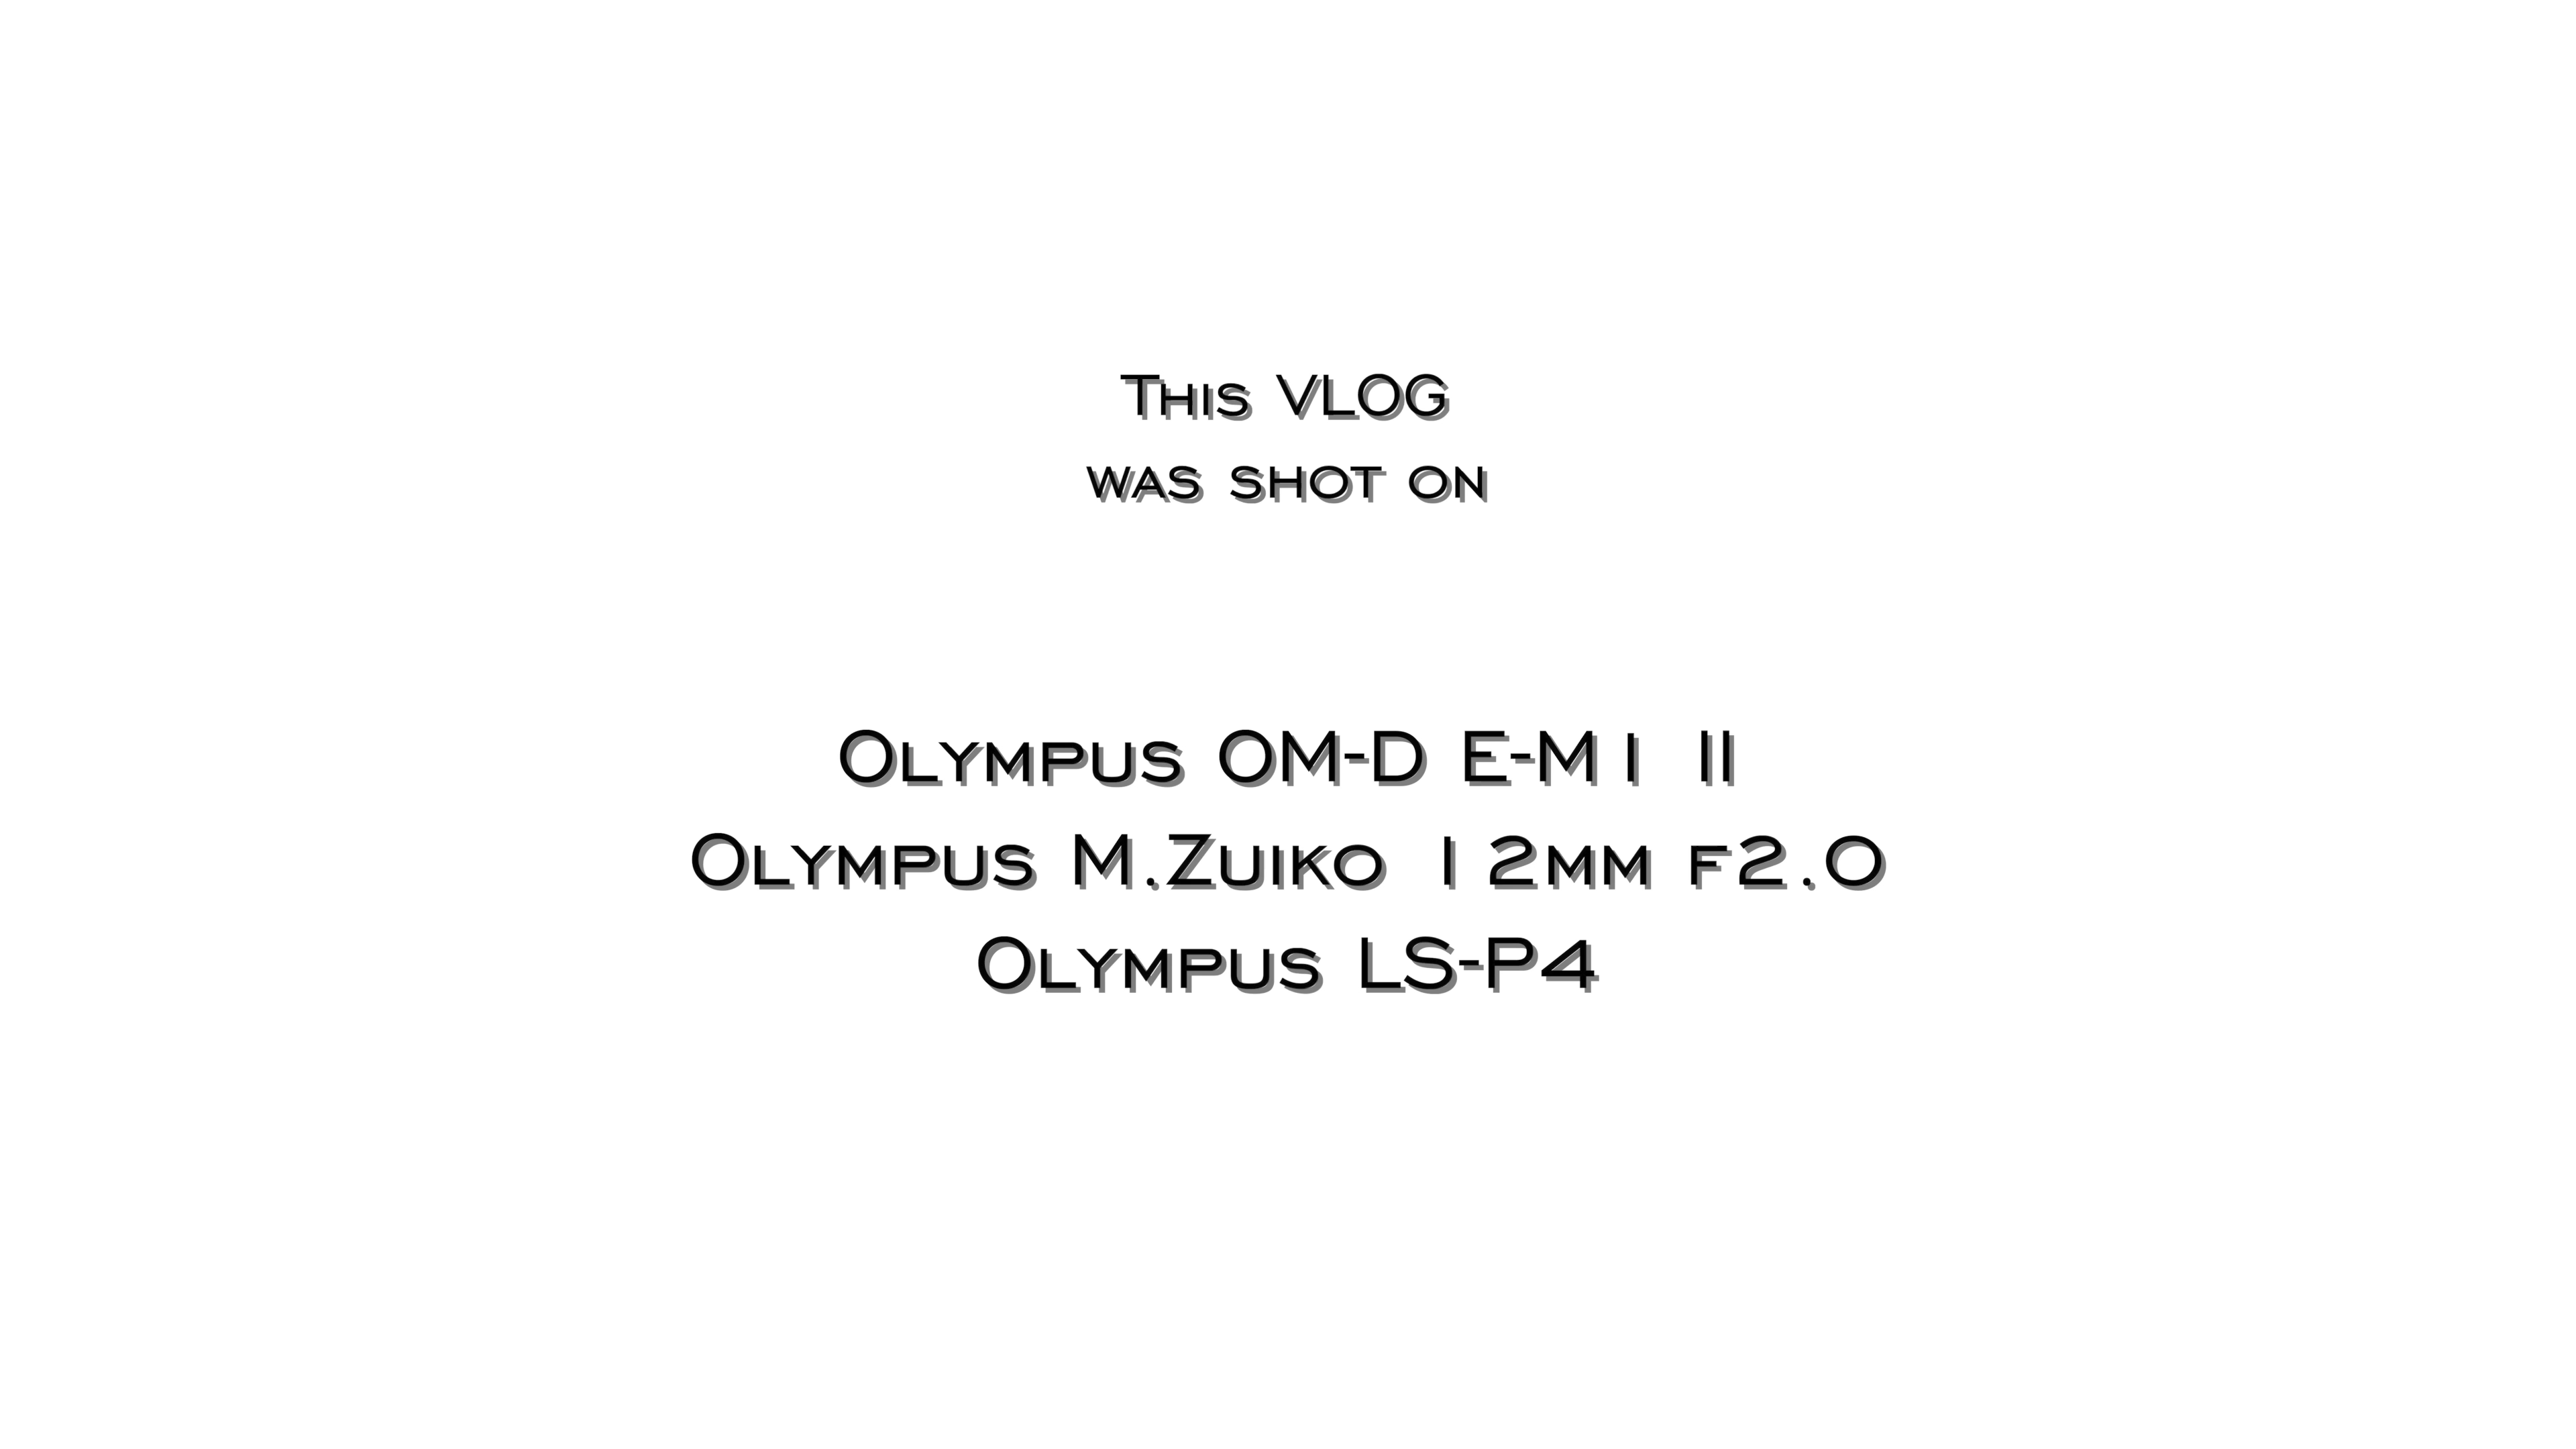 This VLOG
was shot on
Olympus OM-D E-M1 II
Olympus M.Zuiko 12mm f2.0
Olympus LS-P4